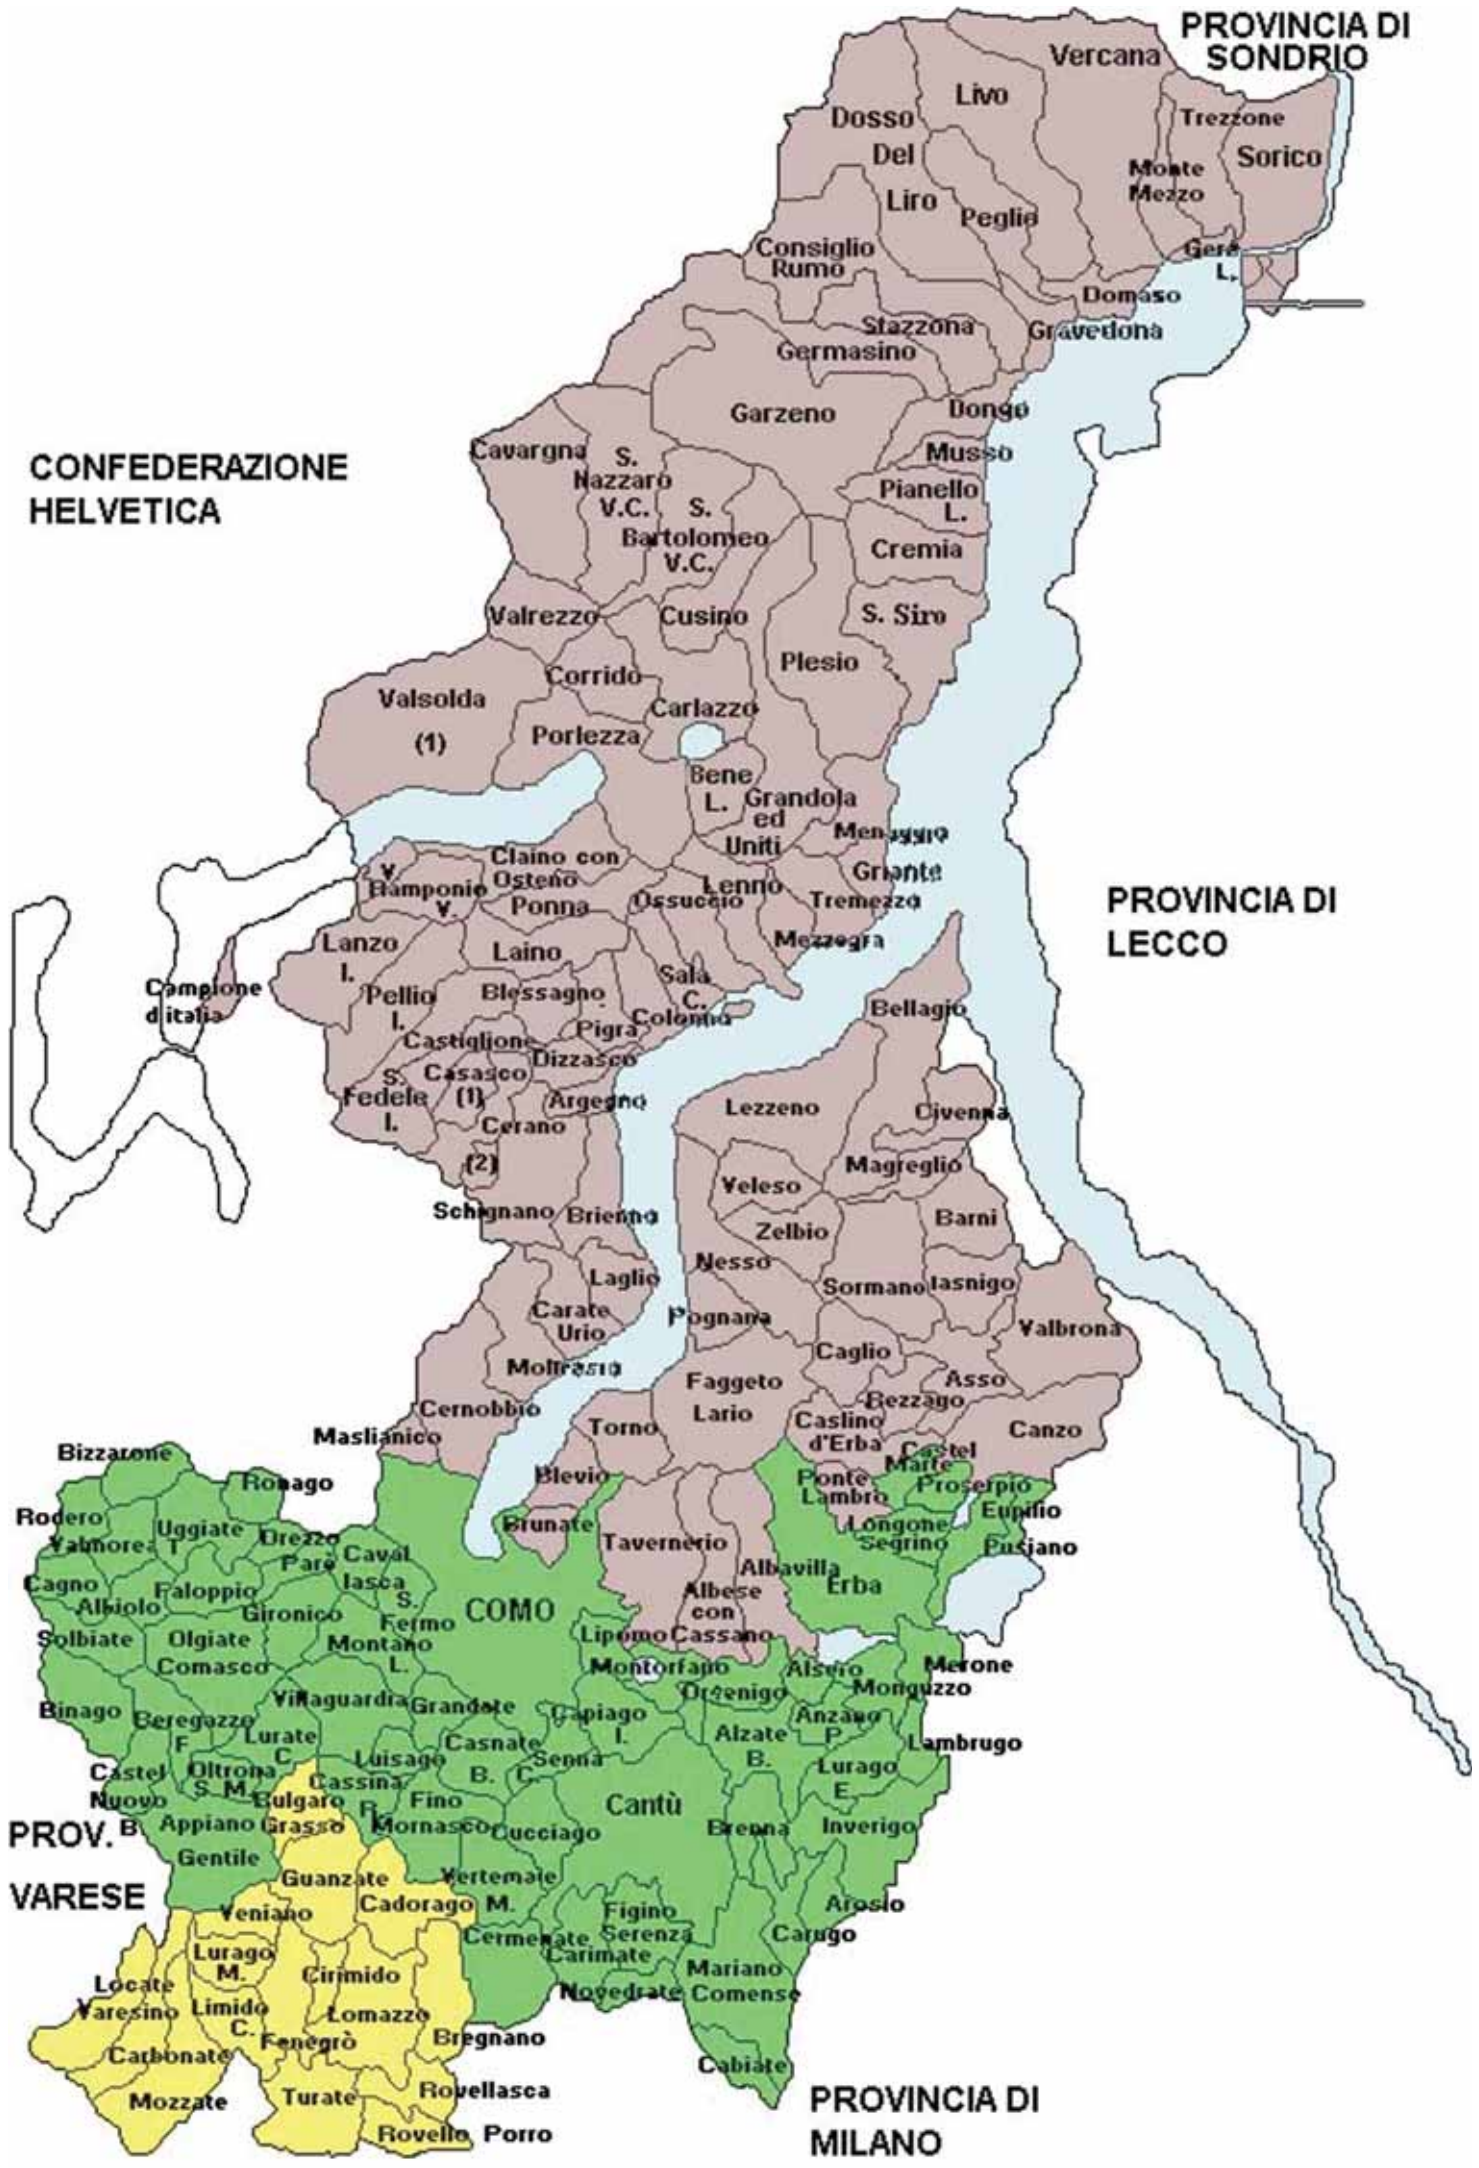 PROVINCIA DI
SONDRIO
Vercana
Livo
Dosso
Del
Liro
Trezzone
Sorico
Monte
Mezzo
Peglio
Consiglio
Rumo
Gera
L.
Domaso
Stazzona
Gravedona
Germasino
Garzeno
Dongo
CONFEDERAZIONE
HELVETICA
Cavargna
S.
Nazzaro
V.C.
Musso
Pianello
L.
S.
Bartolomeo
V.C.
Cremia
Valrezzo
Cusino
S. Siro
Plesio
Corrido
Valsolda
(1)
Carlazzo
Porlezza
Bene
L.
Grandola
ed
Uniti
Menaggio
Claino con
Osteno
V.
Ramponio
V.
Ponna
Ossuccio
Lenno
Griante
Tremezzo
Mezzegra
PROVINCIA DI
LECCO
Lanzo
I.
Laino
Sala
C.
Campione
d'italia
Pellio
I.
Blessagno
Pigra
Colonno
Bellagio
Castiglione
Dizzasco
S.
Fedele
I.
Casasco
(1)
Argegno
Cerano
Lezzeno
Civenna
(2)
Magreglio
Veleso
Schignano
Brienno
Zelbio
Barni
Nesso
Laglio
Sormano
lasnigo
Carate
Urio
Pognana
Valbrona
Moltrasio
Caglio
Faggeto
Lario
Asso
Rezzago
Cernobbio
Torno
Caslino
d'Erba
Canzo
Maslianico
Castel
Marte
Bizzarone
Ronago
Blevio
Ponte
Lambro
Proserpio
Eupilio
Rodero
Uggiate
T
Drezzo
Brunate
Longone
Segrino
Pusiano
Valmorea
Parè
Caval
lasca
Tavernerio
Albavilla
Erba
Cagno
Faloppio
Albiolo
Gironico
S.
Fermo
COMO
Albese
con
Cassano
Solbiate
Olgiate
Comasco
Montano
L.
Lipomo
Montorfano
Alserio
Merone
Orsenigo
Monguzzo
Binago
Villaguardia
Grandate
Beregazzo
F
Lurate
C.
Capiago
I.
Anzano
P.
Alzate
B.
Lambrugo
Casnate
B.
Luisago
Senna
C.
Castel
Nuovo
B
Oltrona
S. M.
Cassina
R.
Lurago
E.
Bulgaro
Grasso
Fino
Mornasco
Cantù
PROV.
VARESE
Appiano
Gentile
Cucciago
Brenna
Inverigo
Guanzate
Vertemate
M.
Cadorago
Veniano
Figino
Serenza
Arosio
Carugo
Cermenate
Carimate
Lurago
M.
Cirimido
Mariano
Comense
Locate
Varesino
Limido
C.
Lomazzo
Novedrate
Fenegrò
Bregnano
Carbonate
Cabiate
Mozzate
Turate
Rovellasca
Rovello Porro
PROVINCIA DI
MILANO